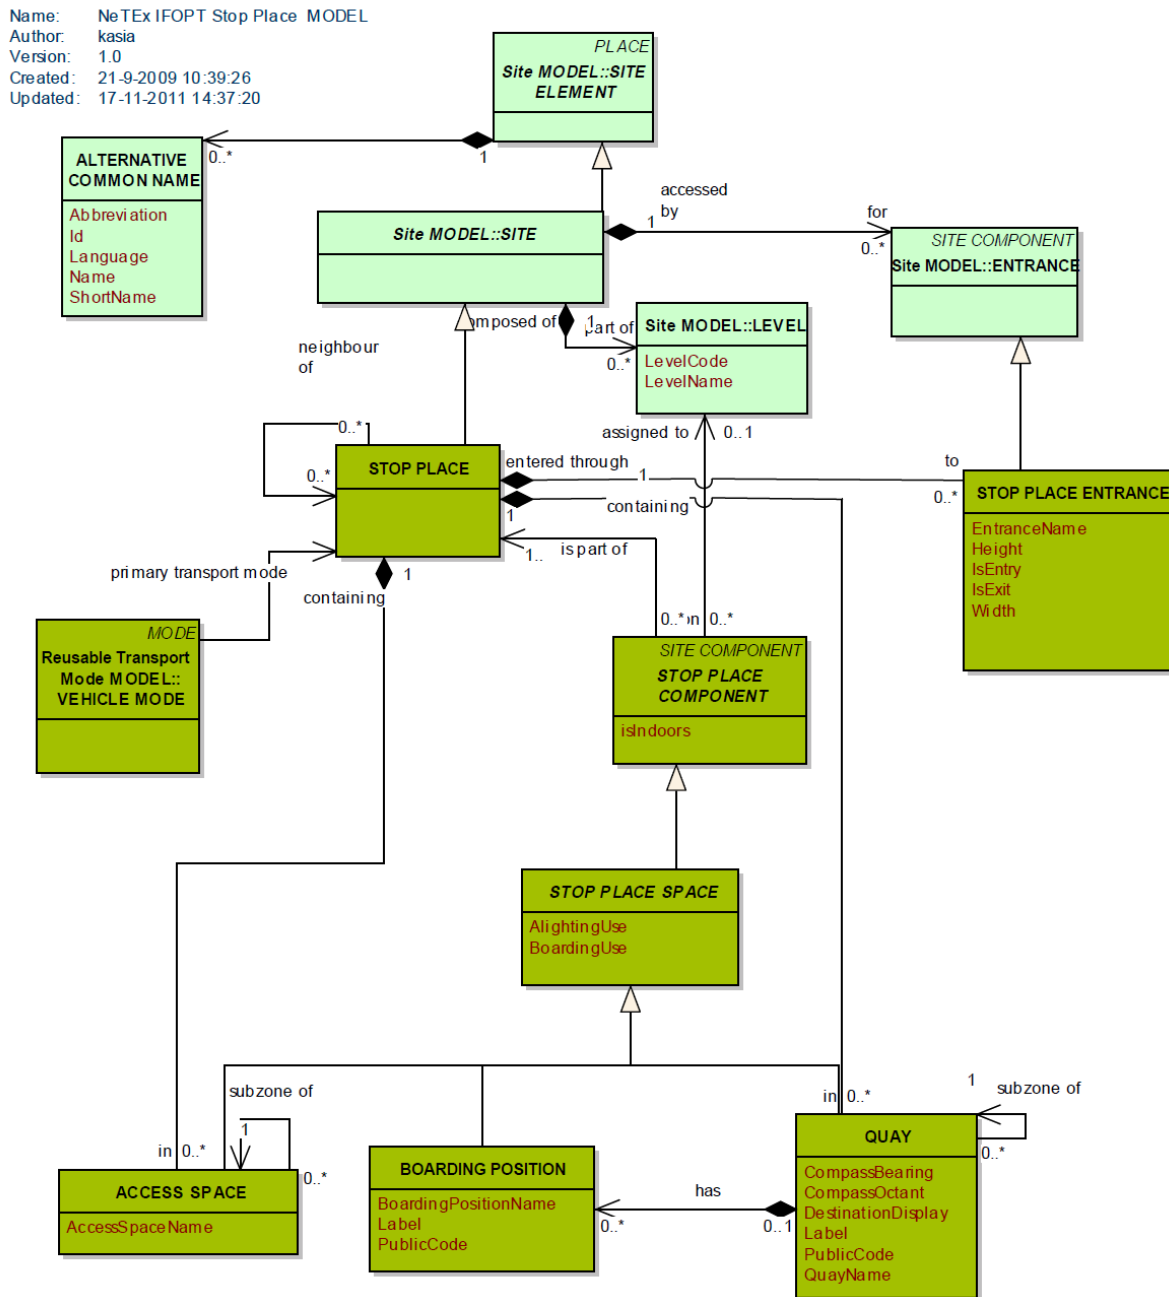 Name: NeTEx IFOPT Stop Place MODEL
Author: kasia
Version: 1.0
Created: 21-9-2009 10:39:26
Updated: 17-11-2011 14:37:20
PLACE
Site MODEL::SITE
ELEMENT
0..*
1
ALTERNATIVE
COMMON NAME
Abbreviation
Id
Language
Name
ShortName
accessed
by
1
for
0..*
Site MODEL::SITE
SITE COMPONENT
Site MODEL::ENTRANCE
omposed of
1
part of
0..*
Site MODEL::LEVEL
LevelCode
LevelName
neighbour
of
0..*
0..*
assigned to
0..1
STOP PLACE
entered through
1
to
0..*
containing
1
STOP PLACE ENTRANCE
EntranceName
Height
IsEntry
IsExit
Width
1..
is part of
primary transport mode
containing
1
0..*
in
0..*
MODE
Reusable Transport
Mode MODEL::
VEHICLE MODE
SITE COMPONENT
STOP PLACE
COMPONENT
isIndoors
STOP PLACE SPACE
AlightingUse
BoardingUse
subzone of
1
0..*
in 0..*
in 0..*
1
subzone of
0..*
ACCESS SPACE
AccessSpaceName
BOARDING POSITION
BoardingPositionName
Label
PublicCode
has
0..*
0..1
QUAY
CompassBearing
CompassOctant
DestinationDisplay
Label
PublicCode
QuayName